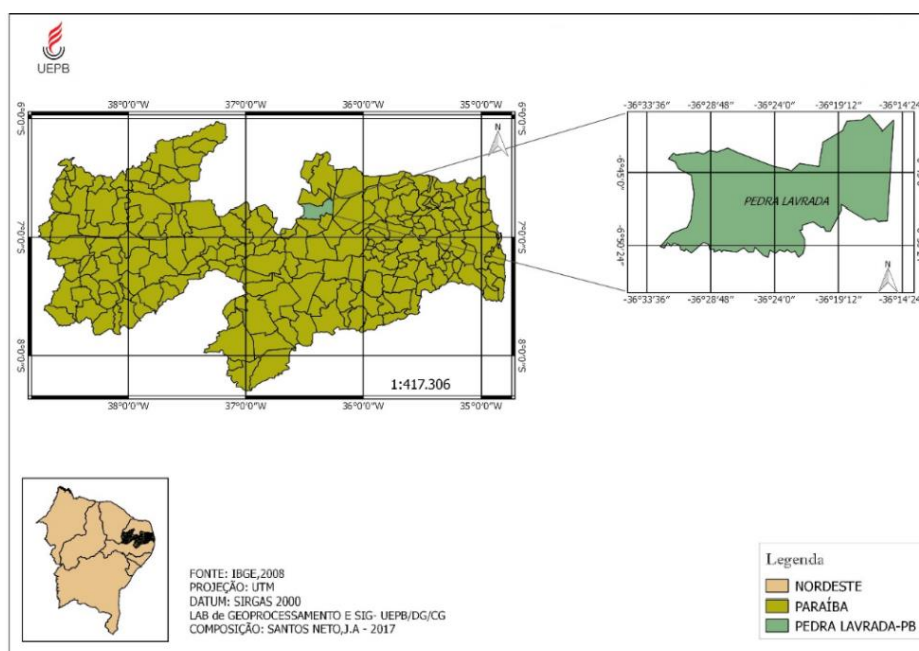 UEPB
38°0'0"W 37°0'0"W 36°0'0"W 35°0'0"W
6°0'0"S 6°0'0"S
N
7°0'0"S 7°0'0"S
8°0'0"S 8°0'0"S
1:417.306
38°0'0"W 37°0'0"W 36°0'0"W 35°0'0"W
-36°33'36" -36°28'48" -36°24'0" -36°19'12" -36°14'24"
-6°45'0"
PEDRA LAVRADA
-6°50'24"
N
-36°33'36" -36°28'48" -36°24'0" -36°19'12" -36°14'24"
FONTE: IBGE,2008
PROJEÇÃO: UTM
DATUM: SIRGAS 2000
LAB de GEOPROCESSAMENTO E SIG- UEPB/DG/CG
COMPOSIÇÃO: SANTOS NETO,J.A - 2017
Legenda
NORDESTE
PARAÍBA
PEDRA LAVRADA-PB